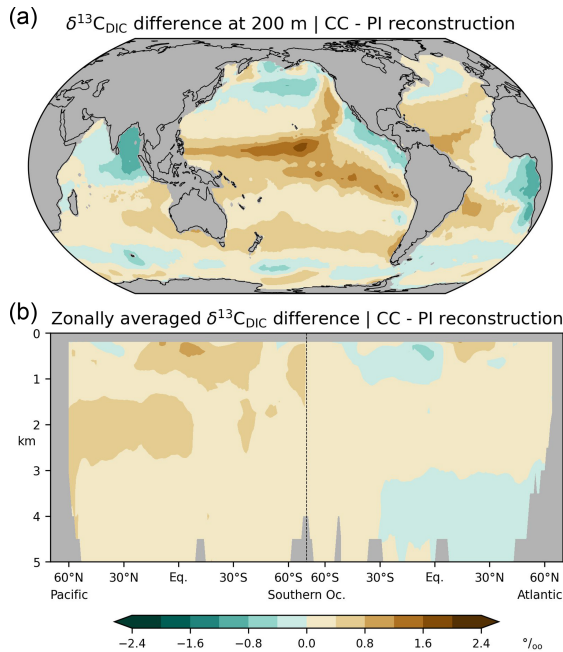 (a)
δ¹³C_DIC difference at 200 m | CC - PI reconstruction
(b)
Zonally averaged δ¹³C_DIC difference | CC - PI reconstruction
0
1
2
km
3
4
5
60°N 30°N Eq. 30°S 60°S 60°S 30°S Eq. 30°N 60°N
Pacific Southern Oc. Atlantic
−2.4 −1.6 −0.8 0.0 0.8 1.6 2.4 °/oo